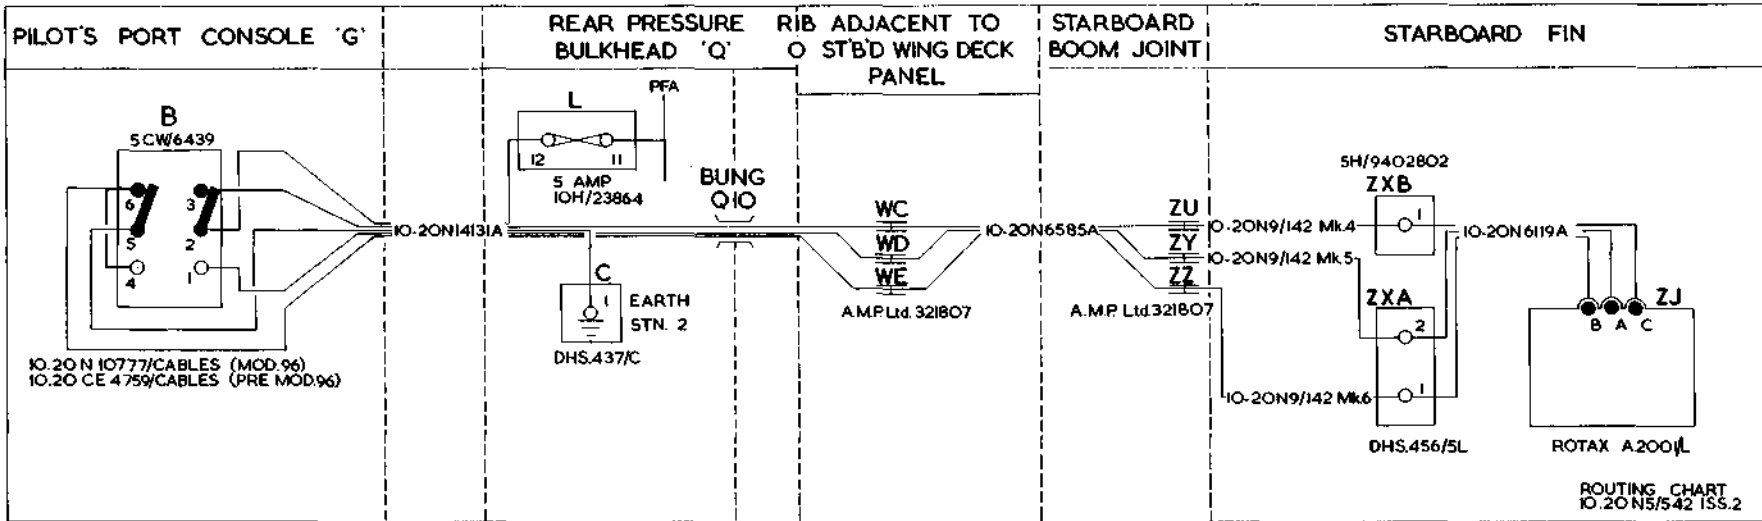 PILOT'S PORT CONSOLE 'G'
REAR PRESSURE
BULKHEAD 'Q'
RIB ADJACENT TO
O ST'B'D WING DECK
PANEL
STARBOARD
BOOM JOINT
STARBOARD FIN
B
5CW/6439
6
3
5
2
4
1
10.20 N 10777/CABLES (MOD.96)
10.20 CE 4759/CABLES (PRE MOD.96)
10-20N14131A
L
PFA
12
11
5 AMP
10H/23864
BUNG
Q10
C
1
EARTH
STN. 2
DHS.437/C
WC
WD
WE
A.M.P. Ltd. 321807
10-20N6585A
ZU
ZY
ZZ
A.M.P. Ltd. 321807
10-20N9/142 Mk.4
10-20N9/142 Mk.5
10-20N9/142 Mk.6
5H/9402802
ZXB
1
ZXA
2
1
DHS.456/5L
10-20N6119A
ZJ
B A C
ROTAX A2001/L
ROUTING CHART
10.20 N5/542 ISS.2